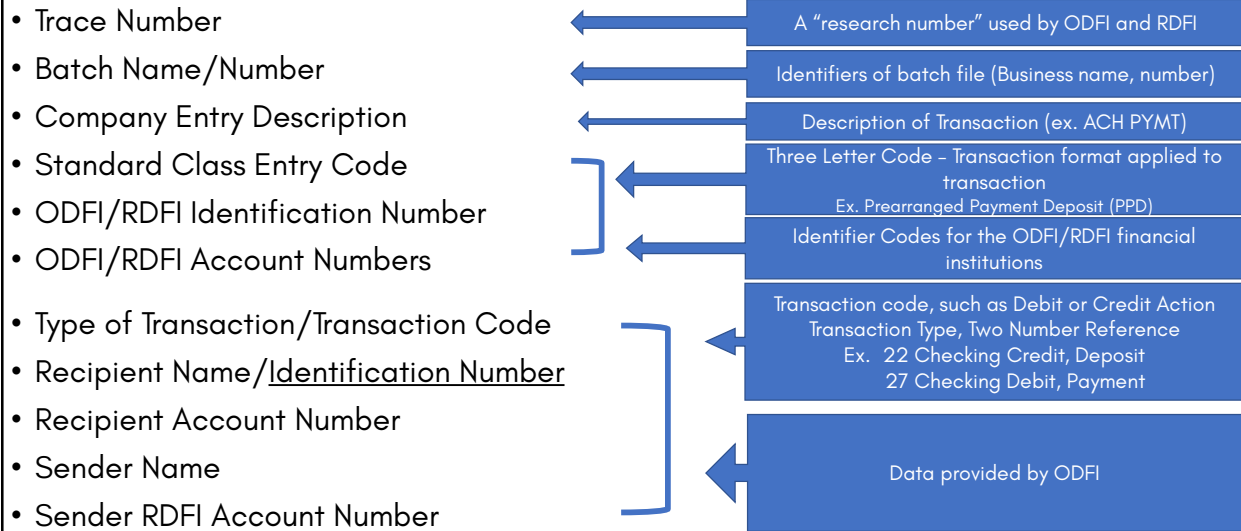 • Trace Number
A “research number” used by ODFI and RDFI
• Batch Name/Number
Identifiers of batch file (Business name, number)
• Company Entry Description
Description of Transaction (ex. ACH PYMT)
• Standard Class Entry Code
Three Letter Code – Transaction format applied to
transaction
Ex. Prearranged Payment Deposit (PPD)
• ODFI/RDFI Identification Number
• ODFI/RDFI Account Numbers
Identifier Codes for the ODFI/RDFI financial
institutions
• Type of Transaction/Transaction Code
Transaction code, such as Debit or Credit Action
Transaction Type, Two Number Reference
Ex. 22 Checking Credit, Deposit
27 Checking Debit, Payment
• Recipient Name/Identification Number
• Recipient Account Number
• Sender Name
• Sender RDFI Account Number
Data provided by ODFI